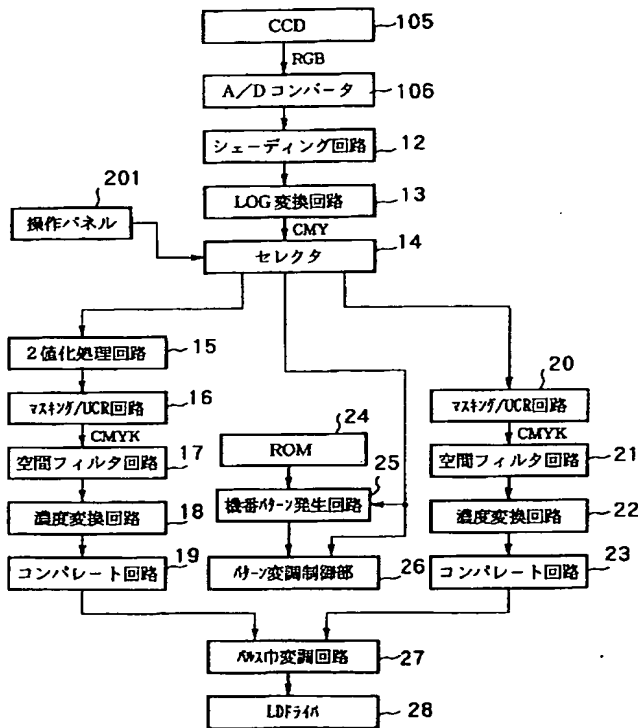 CCD
105
RGB
A/Dコンバータ
106
シェーディング回路
12
LOG変換回路
13
CMY
201
操作パネル
セレクタ
14
2値化処理回路
15
マスキング/UCR回路
16
CMYK
空間フィルタ回路
17
濃度変換回路
18
コンパレート回路
19
24
ROM
25
機番パターン発生回路
パターン変調制御部
26
20
マスキング/UCR回路
CMYK
空間フィルタ回路
21
濃度変換回路
22
コンパレート回路
23
パルス巾変調回路
27
LDドライバ
28